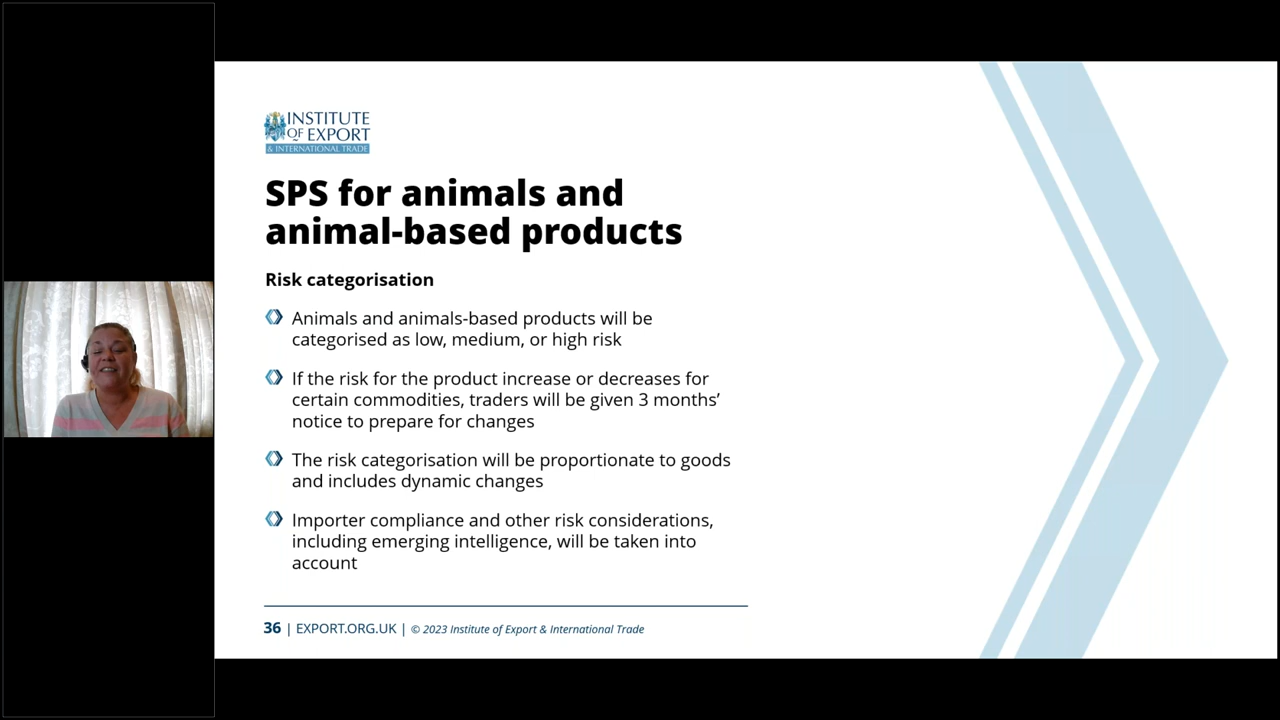 INSTITUTE
OF EXPORT
& INTERNATIONAL TRADE
SPS for animals and
animal-based products
Risk categorisation
Animals and animals-based products will be
categorised as low, medium, or high risk
If the risk for the product increase or decreases for
certain commodities, traders will be given 3 months’
notice to prepare for changes
The risk categorisation will be proportionate to goods
and includes dynamic changes
Importer compliance and other risk considerations,
including emerging intelligence, will be taken into
account
36 | EXPORT.ORG.UK | © 2023 Institute of Export & International Trade